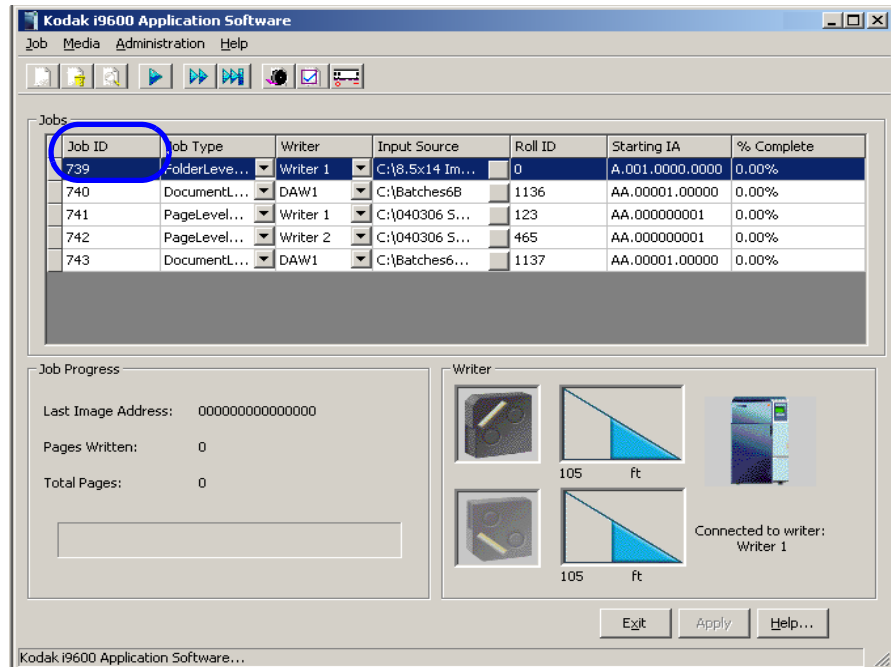 Kodak i9600 Application Software
Job Media Administration Help
Jobs
Job ID Job Type Writer Input Source Roll ID Starting IA % Complete
739 FolderLeve... Writer 1 C:\8.5x14 Im... 0 A.001.0000.0000 0.00%
740 DocumentL... DAW1 C:\Batches6B 1136 AA.00001.00000 0.00%
741 PageLevel... Writer 1 C:\040306 S... 123 AA.000000001 0.00%
742 PageLevel... Writer 2 C:\040306 S... 465 AA.000000001 0.00%
743 DocumentL... DAW1 C:\Batches6... 1137 AA.00001.00000 0.00%
Job Progress
Last Image Address: 000000000000000
Pages Written: 0
Total Pages: 0
Writer
105 ft
105 ft
Connected to writer:
Writer 1
Exit Apply Help...
Kodak i9600 Application Software...